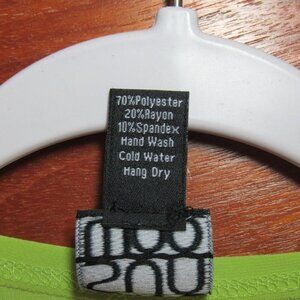 70%Polyester
20%Rayon
10%Spandex
Hand Wash
Cold Water
Hang Dry